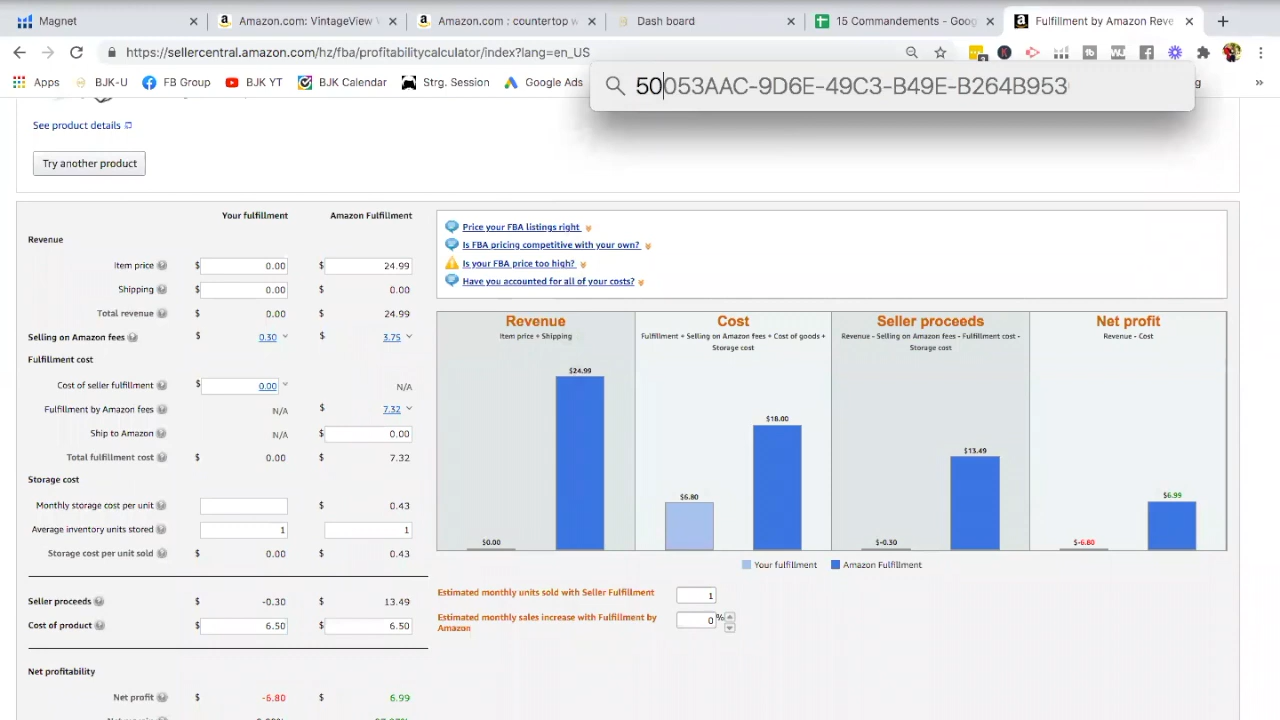 Magnet
Amazon.com: VintageView
Amazon.com : countertop w
Dash board
15 Commandements - Goog
Fulfillment by Amazon Reve
https://sellercentral.amazon.com/hz/fba/profitabilitycalculator/index?lang=en_US
Apps
BJK-U
FB Group
BJK YT
BJK Calendar
Strg. Session
Google Ads
50053AAC-9D6E-49C3-B49E-B264B953
See product details
Try another product
Your fulfillment Amazon Fulfillment
Revenue
Item price $ 0.00 $ 24.99
Shipping $ 0.00 $ 0.00
Total revenue $ 0.00 $ 24.99
Selling on Amazon fees $ 0.30 $ 3.75
Fulfillment cost
Cost of seller fulfillment $ 0.00 N/A
Fulfillment by Amazon fees N/A $ 7.32
Ship to Amazon N/A $ 0.00
Total fulfillment cost $ 0.00 $ 7.32
Storage cost
Monthly storage cost per unit $ 0.43
Average inventory units stored 1 1
Storage cost per unit sold $ 0.00 $ 0.43
Seller proceeds $ -0.30 $ 13.49
Cost of product $ 6.50 $ 6.50
Net profitability
Net profit $ -6.80 $ 6.99
Price your FBA listings right
Is FBA pricing competitive with your own?
Is your FBA price too high?
Have you accounted for all of your costs?
Revenue
Item price + Shipping
$24.99
$0.00
Cost
Fulfillment + Selling on Amazon fees + Cost of goods +
Storage cost
$18.00
$6.80
Seller proceeds
Revenue - Selling on Amazon fees - Fulfillment cost -
Storage cost
$13.49
$-0.30
Net profit
Revenue - Cost
$6.99
$-6.80
Your fulfillment Amazon Fulfillment
Estimated monthly units sold with Seller Fulfillment 1
Estimated monthly sales increase with Fulfillment by
Amazon 0 %